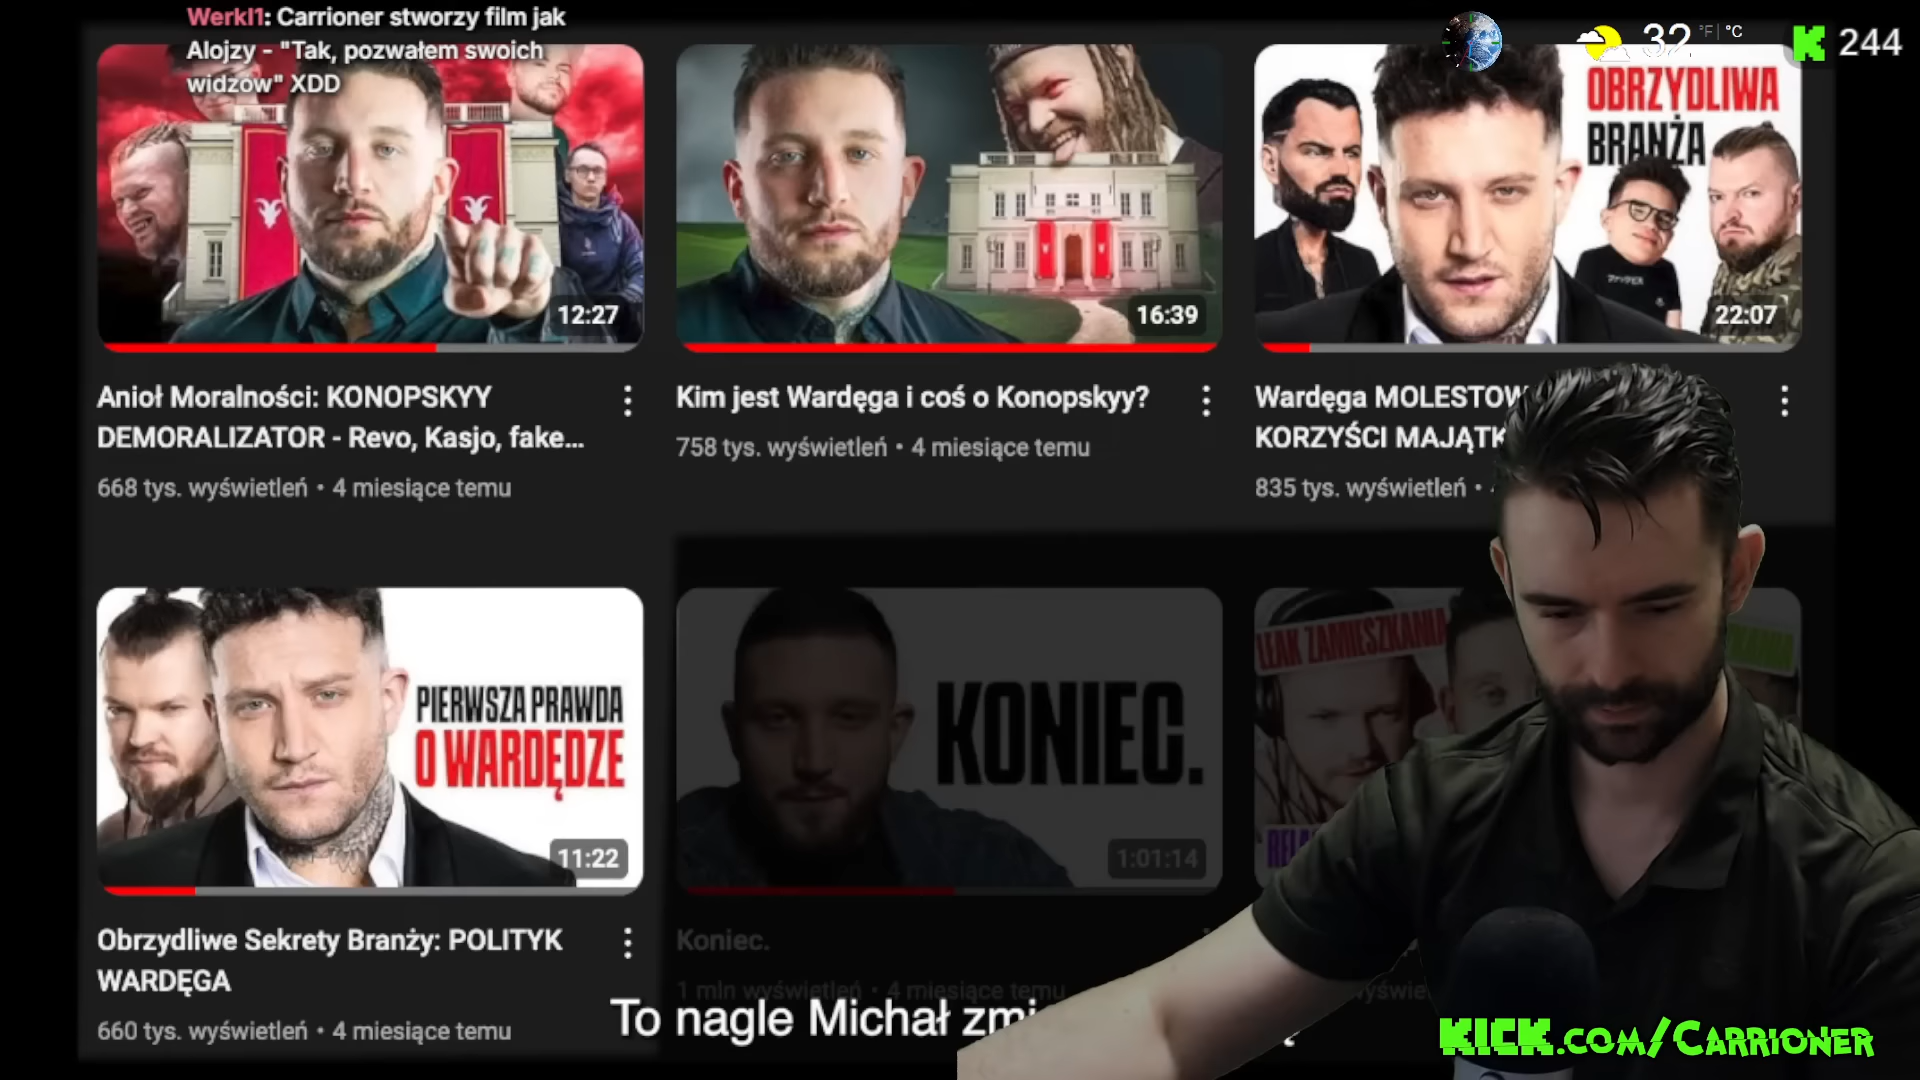 Werkl1: Carrioner stworzy film jak
Alojzy - "Tak, pozwałem swoich
widzów" XDD
32 °F | °C
244
OBRZYDLIWA
BRANŻA
12:27
16:39
22:07
Anioł Moralności: KONOPSKYY
DEMORALIZATOR - Revo, Kasjo, fake...
668 tys. wyświetleń • 4 miesiące temu
Kim jest Wardęga i coś o Konopskyy?
758 tys. wyświetleń • 4 miesiące temu
Wardęga
KORZYŚCI
835 tys. wyświetleń •
PIERWSZA PRAWDA
O WARDĘDZE
11:22
KONIEC.
1:01:14
LEAK ZAMIESZKANIA
Obrzydliwe Sekrety Branży: POLITYK
WARDĘGA
660 tys. wyświetleń • 4 miesiące temu
Koniec.
1 mln wyświetleń • 4 miesiące temu
To nagle Michał
KICK.COM/CARRIONER